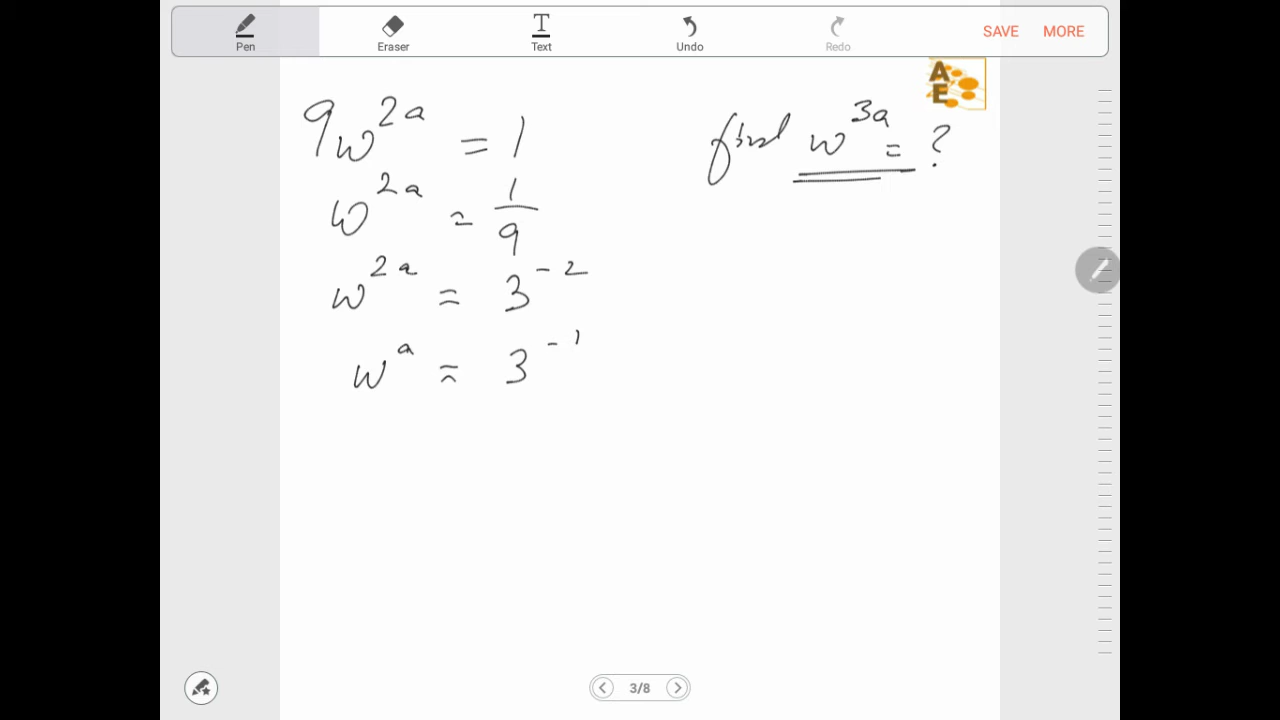 Pen Eraser Text Undo Redo SAVE MORE
A
E
9w^{2a} = 1
find w^{3a} = ?
w^{2a} = \frac{1}{9}
w^{2a} = 3^{-2}
w^{a} = 3^{-1}
3/8